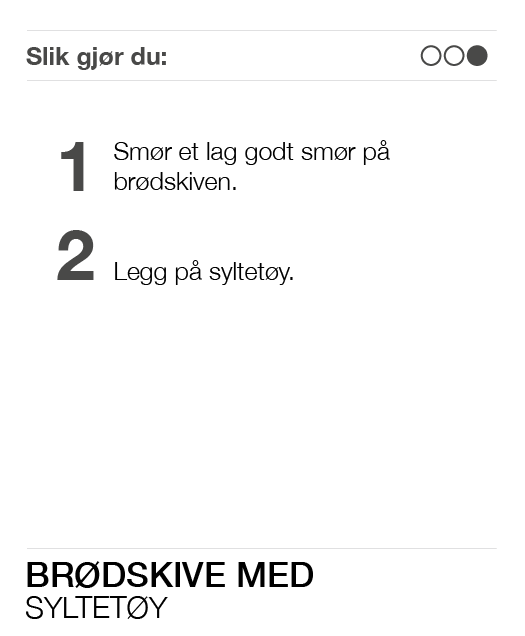 Slik gjør du:
1 Smør et lag godt smør på
brødskiven.
2 Legg på syltetøy.
BRØDSKIVE MED
SYLTETØY